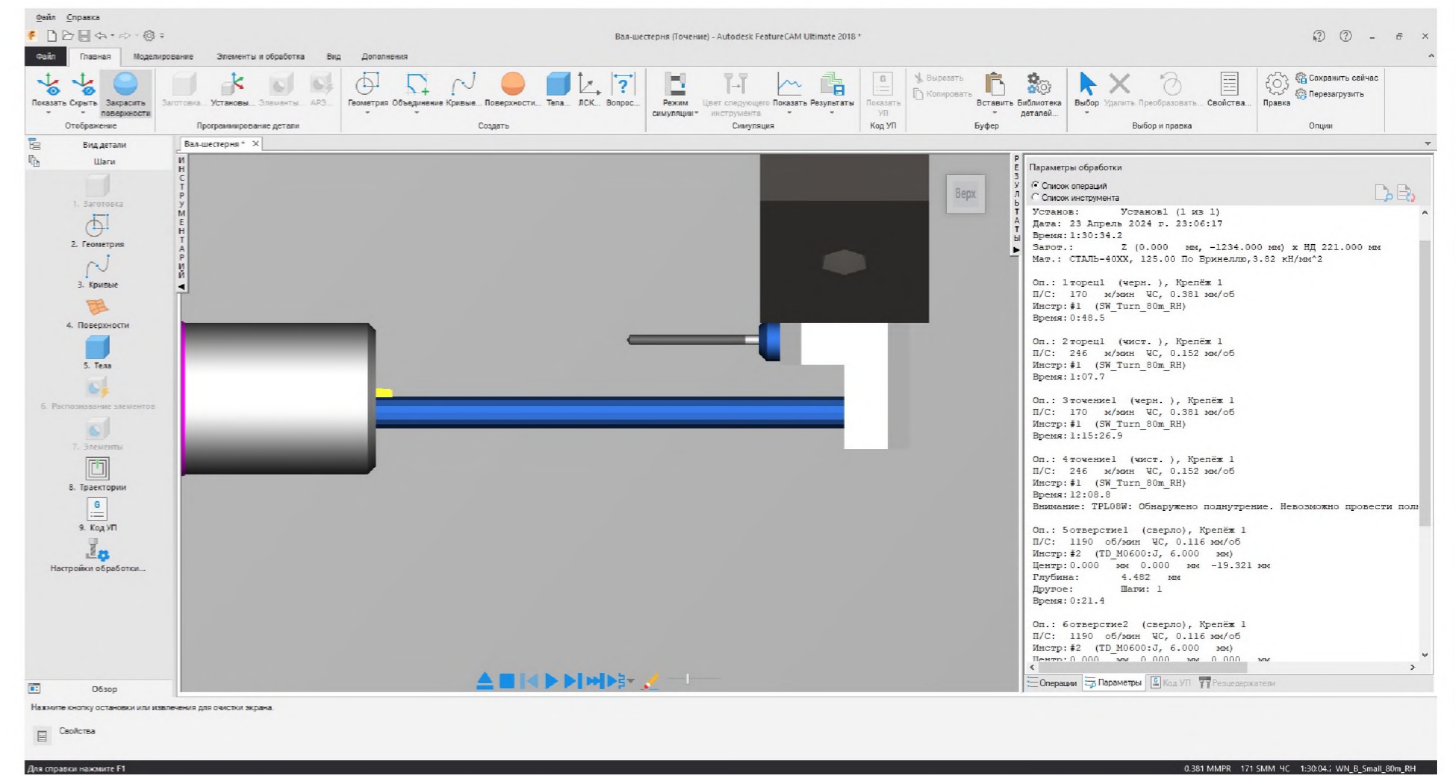 Файл Справка
Вал-шестерня (Точение) - Autodesk FeatureCAM Ultimate 2018 *
Файл Главная Моделирование Элементы и обработка Вид Дополнения
Показать Скрыть Закрасить поверхности
Заготовка... Установы... Элементы... АРЭ...
Геометрия Объединение Кривые... Поверхности... Тела... ЛСК... Вопрос...
Режим симуляции Цвет следующего инструмента Показать Результаты
Показать УП
Вырезать
Копировать
Вставить Библиотека деталей...
Выбор Удалить Преобразовать... Свойства...
Правка
Сохранить сейчас
Перезагрузить
Отображение Программирование детали Создать Симуляция Код УП Буфер Выбор и правка Опции
Вид детали
Шаги
1. Заготовка
2. Геометрия
3. Кривые
4. Поверхности
5. Тела
6. Распознавание элементов
7. Элементы
8. Траектории
9. Код УП
Настройки обработки...
Обзор
Вал-шестерня *
ИНСТРУМЕНТАРИЙ
Верх
РЕЗУЛЬТАТЫ
Параметры обработки
Список операций
Список инструмента
Установ: Установ1 (1 из 1)
Дата: 23 Апрель 2024 г. 23:06:17
Время: 1:30:34.2
Загот.: Z (0.000 мм, -1234.000 мм) x НД 221.000 мм
Мат.: СТАЛЬ-40ХХ, 125.00 По Бринеллю,3.82 кН/мм^2
Оп.: 1торец1 (черн. ), Крепёж 1
П/С: 170 м/мин ЧС, 0.381 мм/об
Инстр:#1 (SW_Turn_80m_RH)
Время:0:48.5
Оп.: 2торец1 (чист. ), Крепёж 1
П/С: 246 м/мин ЧС, 0.152 мм/об
Инстр:#1 (SW_Turn_80m_RH)
Время:1:07.7
Оп.: 3точение1 (черн. ), Крепёж 1
П/С: 170 м/мин ЧС, 0.381 мм/об
Инстр:#1 (SW_Turn_80m_RH)
Время:1:15:26.9
Оп.: 4точение1 (чист. ), Крепёж 1
П/С: 246 м/мин ЧС, 0.152 мм/об
Инстр:#1 (SW_Turn_80m_RH)
Время:12:08.8
Внимание: TPL08W: Обнаружено поднутрение. Невозможно провести пол
Оп.: 5отверстие1 (сверло), Крепёж 1
П/С: 1190 об/мин ЧС, 0.116 мм/об
Инстр:#2 (TD_M0600:J, 6.000 мм)
Центр:0.000 мм 0.000 мм -19.321 мм
Глубина: 4.482 мм
Другое: Шаги: 1
Время:0:21.4
Оп.: 6отверстие2 (сверло), Крепёж 1
П/С: 1190 об/мин ЧС, 0.116 мм/об
Инстр:#2 (TD_M0600:J, 6.000 мм)
Центр:0.000 мм 0.000 мм 0.000 мм
Операции Параметры Код УП Резцедержатели
Нажмите кнопку остановки или извлечения для очистки экрана.
Свойства
Для справки нажмите F1
0.381 MMPR 171 SMM ЧС 1:30:04.2 WN_B_Small_80m_RH